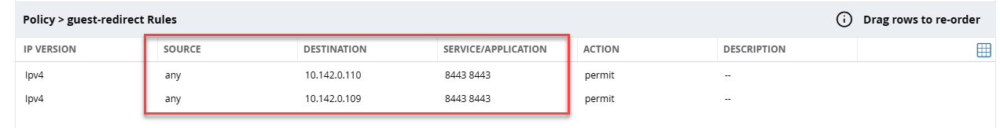 Policy > guest-redirect Rules Drag rows to re-order
IP VERSION SOURCE DESTINATION SERVICE/APPLICATION ACTION DESCRIPTION
Ipv4 any 10.142.0.110 8443 8443 permit --
Ipv4 any 10.142.0.109 8443 8443 permit --